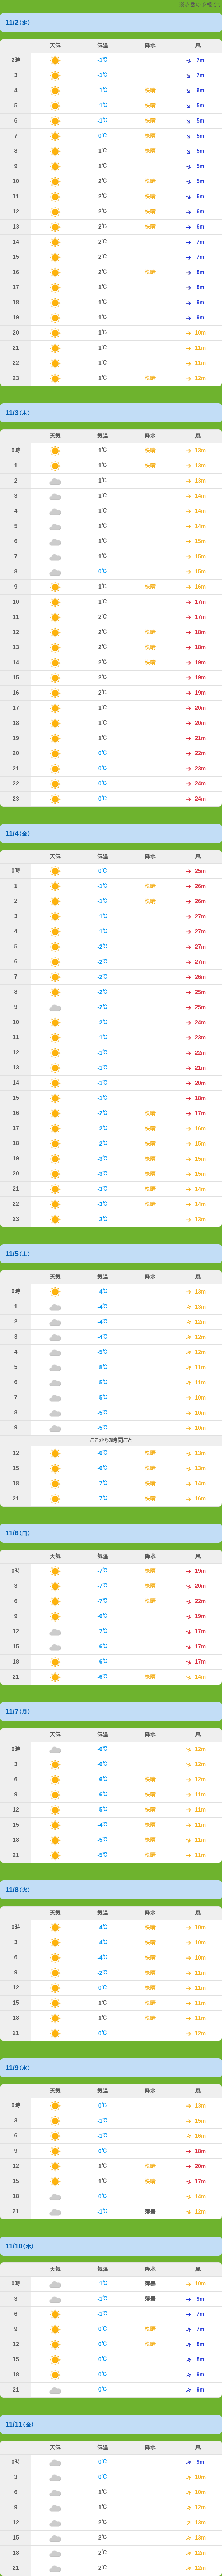 の予報です
11/2(水)
天気 気温 降水 風
2時 -1℃ 7m
3 -1℃ 7m
4 -1℃ 快晴 6m
5 -1℃ 快晴 5m
6 -1℃ 快晴 5m
7 0℃ 快晴 5m
8 1℃ 快晴 5m
9 1℃ 5m
10 2℃ 快晴 5m
11 2℃ 快晴 6m
12 2℃ 快晴 6m
13 2℃ 快晴 6m
14 2℃ 7m
15 2℃ 7m
16 2℃ 快晴 8m
17 1℃ 8m
18 1℃ 9m
19 1℃ 9m
20 1℃ 10m
21 1℃ 11m
22 1℃ 11m
23 1℃ 快晴 12m
11/3(木)
天気 気温 降水 風
0時 1℃ 快晴 13m
1 1℃ 快晴 13m
2 1℃ 13m
3 1℃ 14m
4 1℃ 14m
5 1℃ 14m
6 1℃ 15m
7 1℃ 15m
8 0℃ 15m
9 1℃ 快晴 16m
10 1℃ 17m
11 2℃ 17m
12 2℃ 快晴 18m
13 2℃ 快晴 18m
14 2℃ 快晴 19m
15 2℃ 19m
16 2℃ 19m
17 1℃ 20m
18 1℃ 20m
19 1℃ 21m
20 0℃ 22m
21 0℃ 23m
22 0℃ 24m
23 0℃ 24m
11/4(金)
天気 気温 降水 風
0時 0℃ 25m
1 -1℃ 快晴 26m
2 -1℃ 快晴 26m
3 -1℃ 27m
4 -1℃ 27m
5 -2℃ 27m
6 -2℃ 27m
7 -2℃ 26m
8 -2℃ 25m
9 -2℃ 25m
10 -2℃ 24m
11 -1℃ 23m
12 -1℃ 22m
13 -1℃ 21m
14 -1℃ 20m
15 -1℃ 18m
16 -2℃ 快晴 17m
17 -2℃ 快晴 16m
18 -2℃ 快晴 15m
19 -3℃ 快晴 15m
20 -3℃ 快晴 15m
21 -3℃ 快晴 14m
22 -3℃ 快晴 14m
23 -3℃ 13m
11/5(土)
天気 気温 降水 風
0時 -4℃ 13m
1 -4℃ 13m
2 -4℃ 12m
3 -4℃ 12m
4 -5℃ 12m
5 -5℃ 11m
6 -5℃ 11m
7 -5℃ 10m
8 -5℃ 10m
9 -5℃ 10m
ここから3時間ごと
12 -6℃ 快晴 12m
15 -6℃ 快晴 13m
18 -7℃ 快晴 14m
21 -7℃ 快晴 16m
11/6(日)
天気 気温 降水 風
0時 -7℃ 快晴 19m
3 -7℃ 快晴 20m
6 -7℃ 快晴 22m
9 -6℃ 19m
12 -7℃ 17m
15 -6℃ 17m
18 -6℃ 17m
21 -6℃ 快晴 14m
11/7(月)
天気 気温 降水 風
0時 -6℃ 12m
3 -6℃ 12m
6 -6℃ 快晴 12m
9 -6℃ 快晴 11m
12 -5℃ 快晴 11m
15 -4℃ 快晴 11m
18 -5℃ 快晴 11m
21 -5℃ 快晴 11m
11/8(火)
天気 気温 降水 風
0時 -4℃ 快晴 10m
3 -4℃ 快晴 10m
6 -4℃ 快晴 10m
9 -2℃ 快晴 11m
12 0℃ 快晴 11m
15 1℃ 快晴 11m
18 1℃ 快晴 11m
21 0℃ 12m
11/9(水)
天気 気温 降水 風
0時 0℃ 13m
3 -1℃ 15m
6 -1℃ 16m
9 0℃ 18m
12 1℃ 快晴 20m
15 1℃ 快晴 17m
18 0℃ 14m
21 -1℃ 薄曇 12m
11/10(木)
天気 気温 降水 風
0時 -1℃ 薄曇 10m
3 -1℃ 薄曇 9m
6 -1℃ 7m
9 0℃ 快晴 7m
12 0℃ 快晴 8m
15 0℃ 8m
18 0℃ 9m
21 0℃ 9m
11/11(金)
天気 気温 降水 風
0時 0℃ 9m
3 0℃ 10m
6 1℃ 10m
9 1℃ 12m
12 2℃ 13m
15 2℃ 13m
18 2℃ 12m
21 2℃ 12m